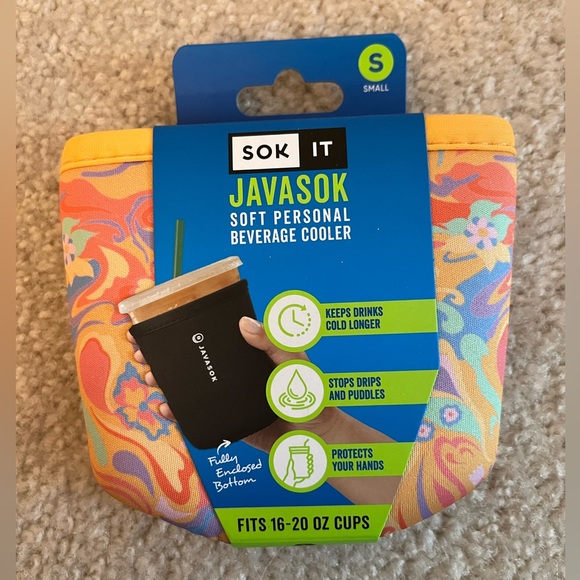 S
SMALL
SOK IT
JAVASOK
SOFT PERSONAL
BEVERAGE COOLER
KEEPS DRINKS
COLD LONGER
JAVASOK
STOPS DRIPS
AND PUDDLES
Fully
Enclosed
Bottom
PROTECTS
YOUR HANDS
FITS 16-20 OZ CUPS